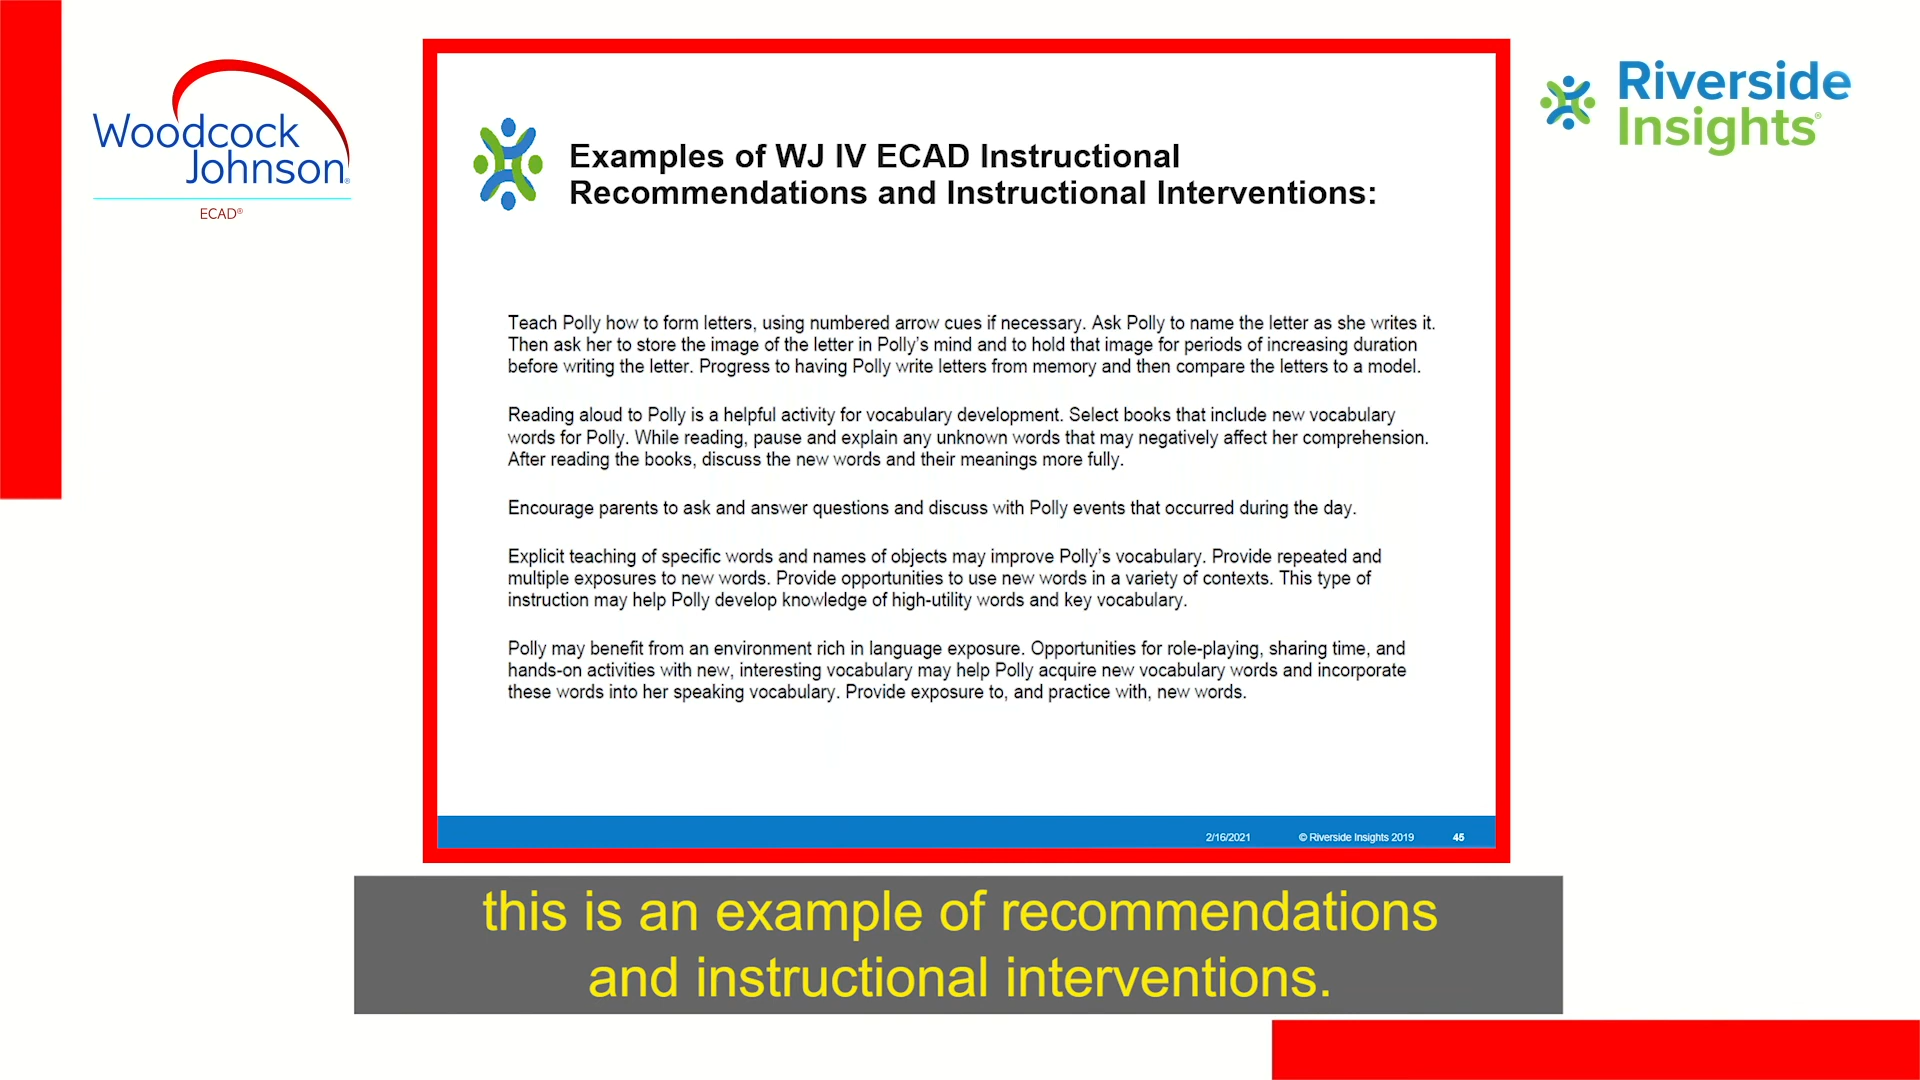 Woodcock
Johnson®
ECAD®
Riverside
Insights®
Examples of WJ IV ECAD Instructional
Recommendations and Instructional Interventions:
Teach Polly how to form letters, using numbered arrow cues if necessary. Ask Polly to name the letter as she writes it.
Then ask her to store the image of the letter in Polly's mind and to hold that image for periods of increasing duration
before writing the letter. Progress to having Polly write letters from memory and then compare the letters to a model.
Reading aloud to Polly is a helpful activity for vocabulary development. Select books that include new vocabulary
words for Polly. While reading, pause and explain any unknown words that may negatively affect her comprehension.
After reading the books, discuss the new words and their meanings more fully.
Encourage parents to ask and answer questions and discuss with Polly events that occurred during the day.
Explicit teaching of specific words and names of objects may improve Polly's vocabulary. Provide repeated and
multiple exposures to new words. Provide opportunities to use new words in a variety of contexts. This type of
instruction may help Polly develop knowledge of high-utility words and key vocabulary.
Polly may benefit from an environment rich in language exposure. Opportunities for role-playing, sharing time, and
hands-on activities with new, interesting vocabulary may help Polly acquire new vocabulary words and incorporate
these words into her speaking vocabulary. Provide exposure to, and practice with, new words.
2/16/2021 © Riverside Insights 2019 45
this is an example of recommendations
and instructional interventions.